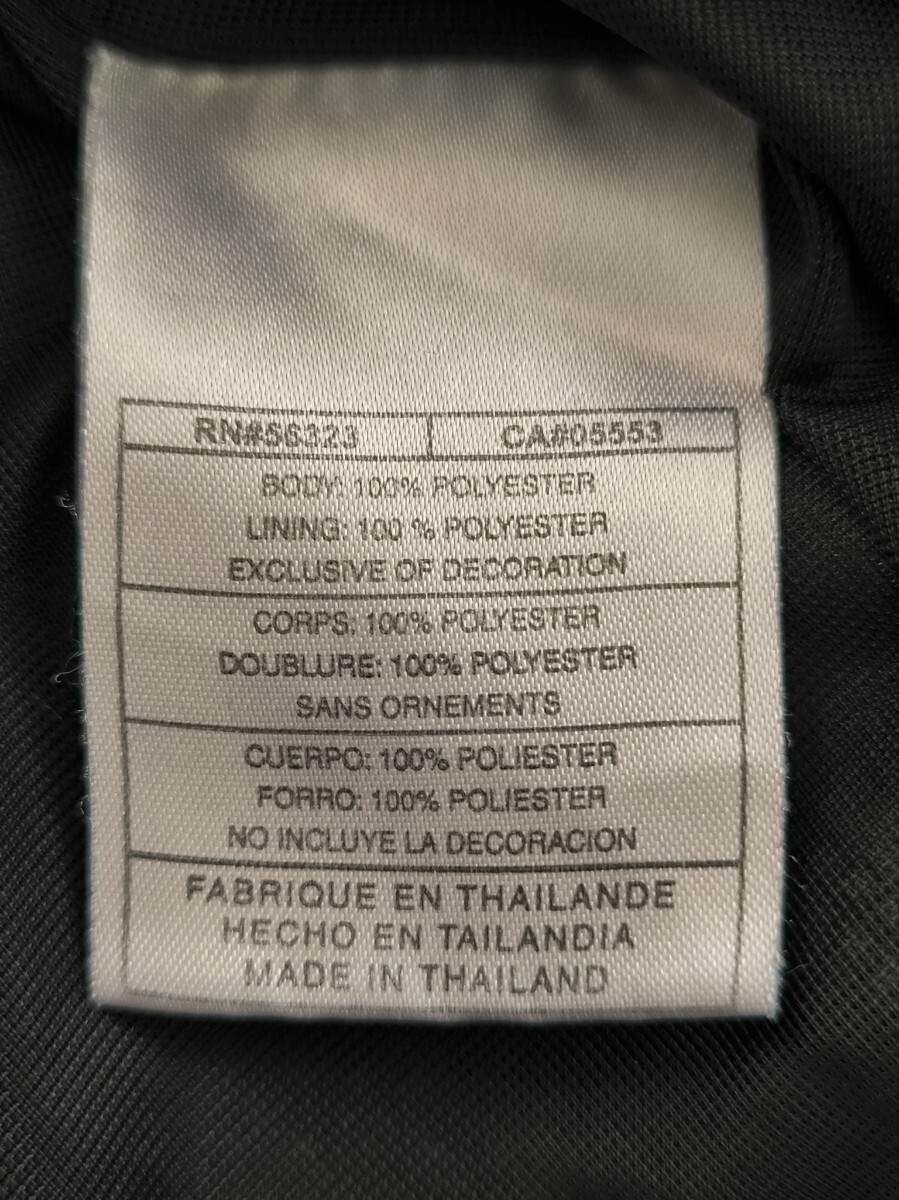 RN#56323 CA#05553
BODY: 100% POLYESTER
LINING: 100 % POLYESTER
EXCLUSIVE OF DECORATION
CORPS: 100% POLYESTER
DOUBLURE: 100% POLYESTER
SANS ORNEMENTS
CUERPO: 100% POLIESTER
FORRO: 100% POLIESTER
NO INCLUYE LA DECORACION
FABRIQUE EN THAILANDE
HECHO EN TAILANDIA
MADE IN THAILAND